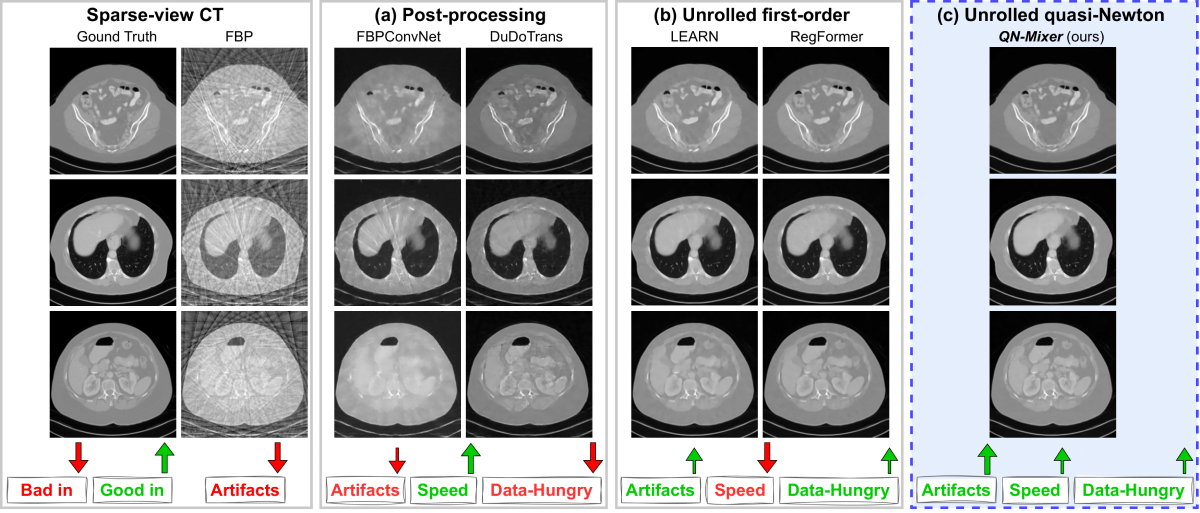 Sparse-view CT
Gound Truth
FBP
Bad in
Good in
Artifacts
(a) Post-processing
FBPConvNet
DuDoTrans
Artifacts
Speed
Data-Hungry
(b) Unrolled first-order
LEARN
RegFormer
Artifacts
Speed
Data-Hungry
(c) Unrolled quasi-Newton
QN-Mixer (ours)
Artifacts
Speed
Data-Hungry